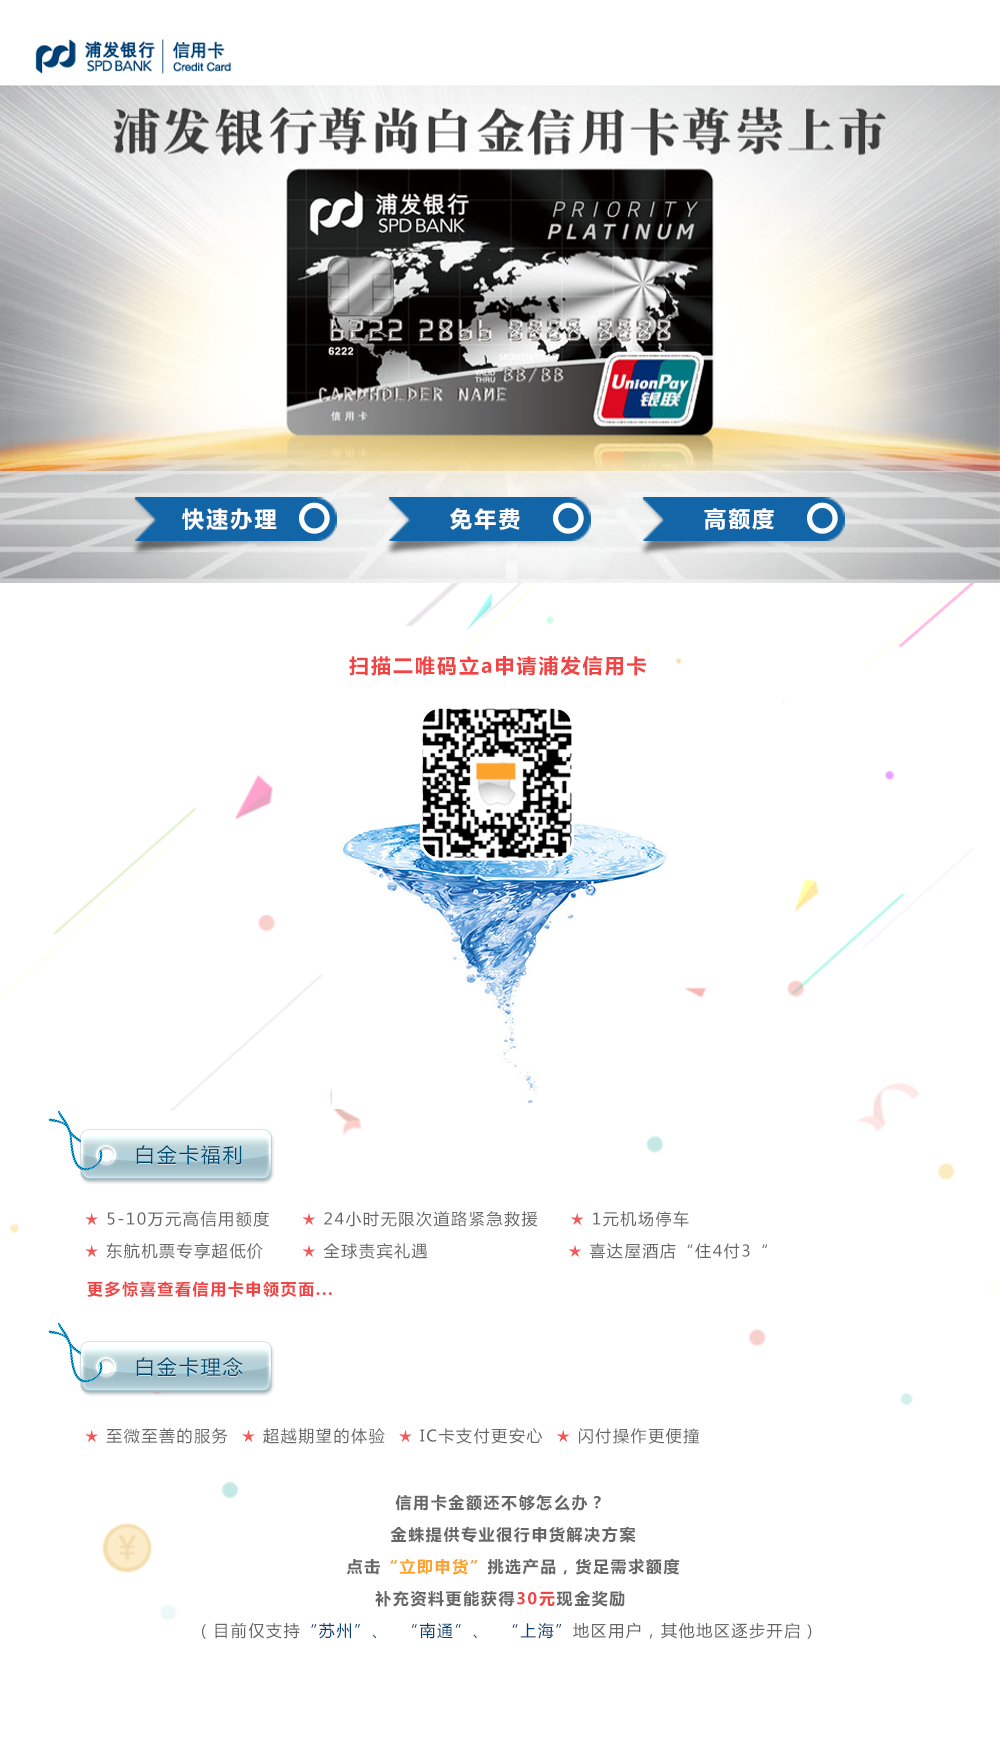 浦发银行 信用卡
SPD BANK Credit Card
浦发银行尊尚白金信用卡尊崇上市
浦发银行
SPD BANK
PRIORITY
PLATINUM
6222 2866 8888 8888
6222
MONTH/YEAR
THRU 88/88
CARDHOLDER NAME
信用卡
UnionPay
银联
快速办理
免年费
高额度
扫描二唯码立a申请浦发信用卡
白金卡福利
★ 5-10万元高信用额度 ★ 24小时无限次道路紧急救援 ★ 1元机场停车
★ 东航机票专享超低价 ★ 全球责宾礼遇 ★ 喜达屋酒店“住4付3“
更多惊喜查看信用卡申领页面...
白金卡理念
★ 至微至善的服务 ★ 超越期望的体验 ★ IC卡支付更安心 ★ 闪付操作更便撞
信用卡金额还不够怎么办？
金蛛提供专业很行申货解决方案
点击“立即申货”挑选产品，货足需求额度
补充资料更能获得30元现金奖励
（目前仅支持“苏州”、 “南通”、 “上海”地区用户，其他地区逐步开启）